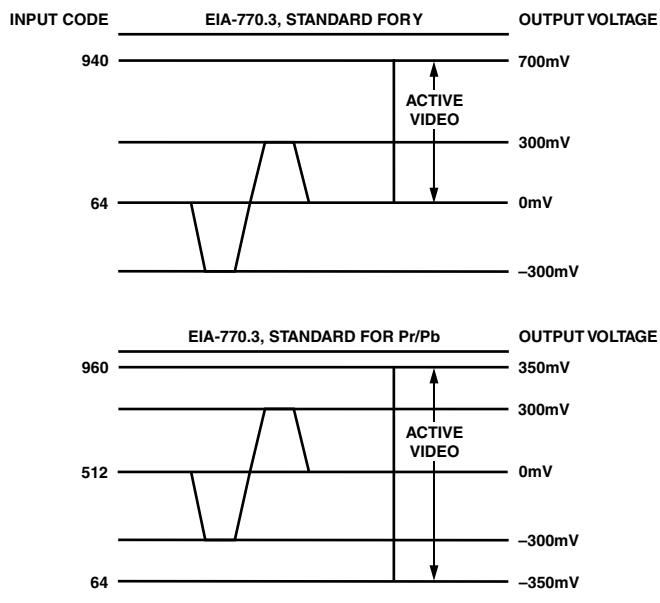 INPUT CODE EIA-770.3, STANDARD FOR Y OUTPUT VOLTAGE
940 700mV
ACTIVE
VIDEO
300mV
64 0mV
–300mV
EIA-770.3, STANDARD FOR Pr/Pb OUTPUT VOLTAGE
960 350mV
300mV
ACTIVE
VIDEO
512 0mV
–300mV
64 –350mV